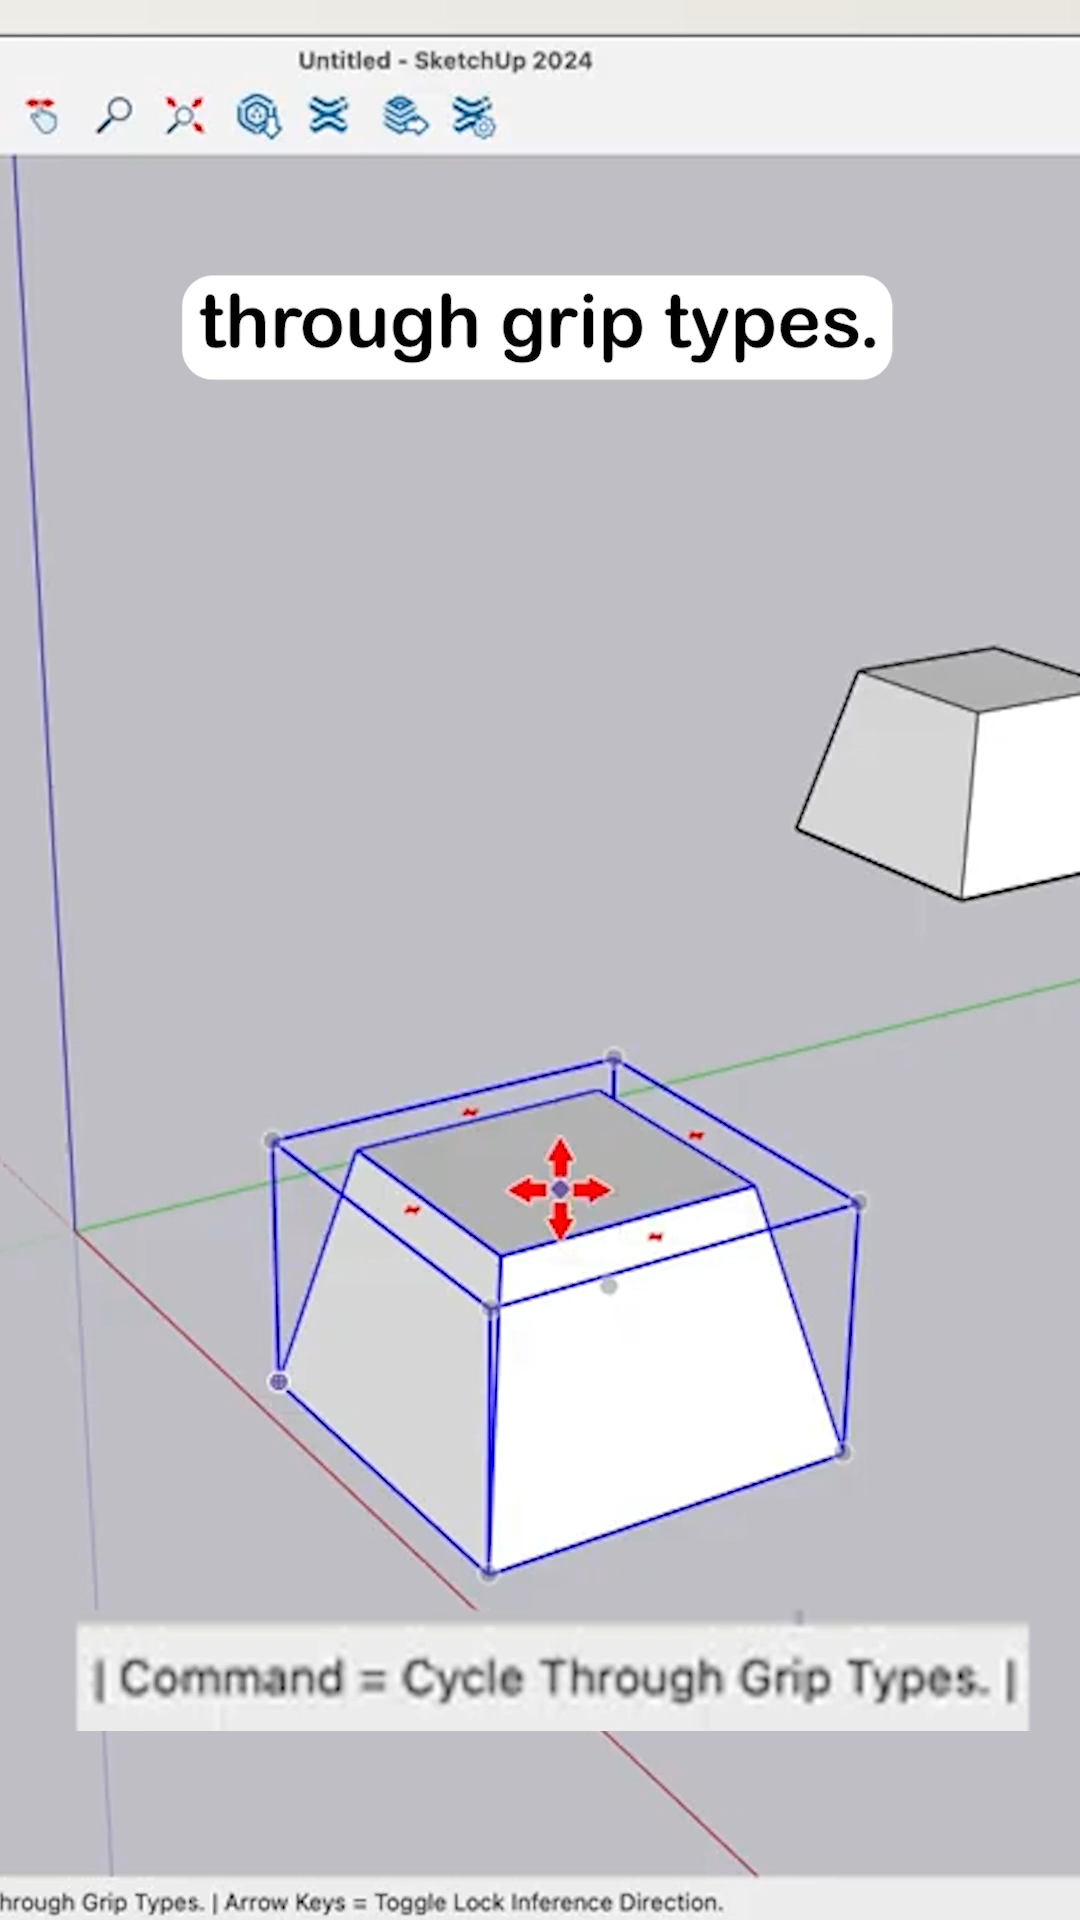 Untitled - SketchUp 2024
through grip types.
| Command = Cycle Through Grip Types. |
hrough Grip Types. | Arrow Keys = Toggle Lock Inference Direction.